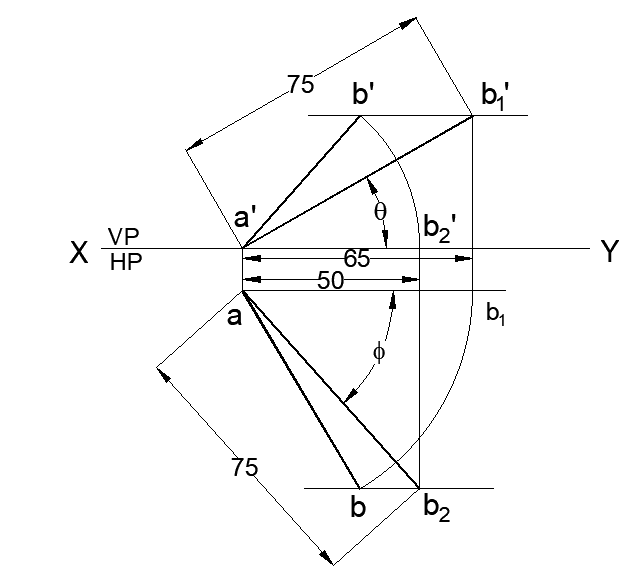 75
b' b₁'
a' θ b₂'
X VP Y
HP 65
50
a b₁
ϕ
75
b b₂